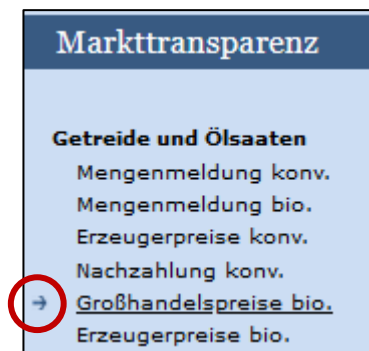 Markttransparenz
Getreide und Ölsaaten
Mengenmeldung konv.
Mengenmeldung bio.
Erzeugerpreise konv.
Nachzahlung konv.
Großhandelspreise bio.
Erzeugerpreise bio.